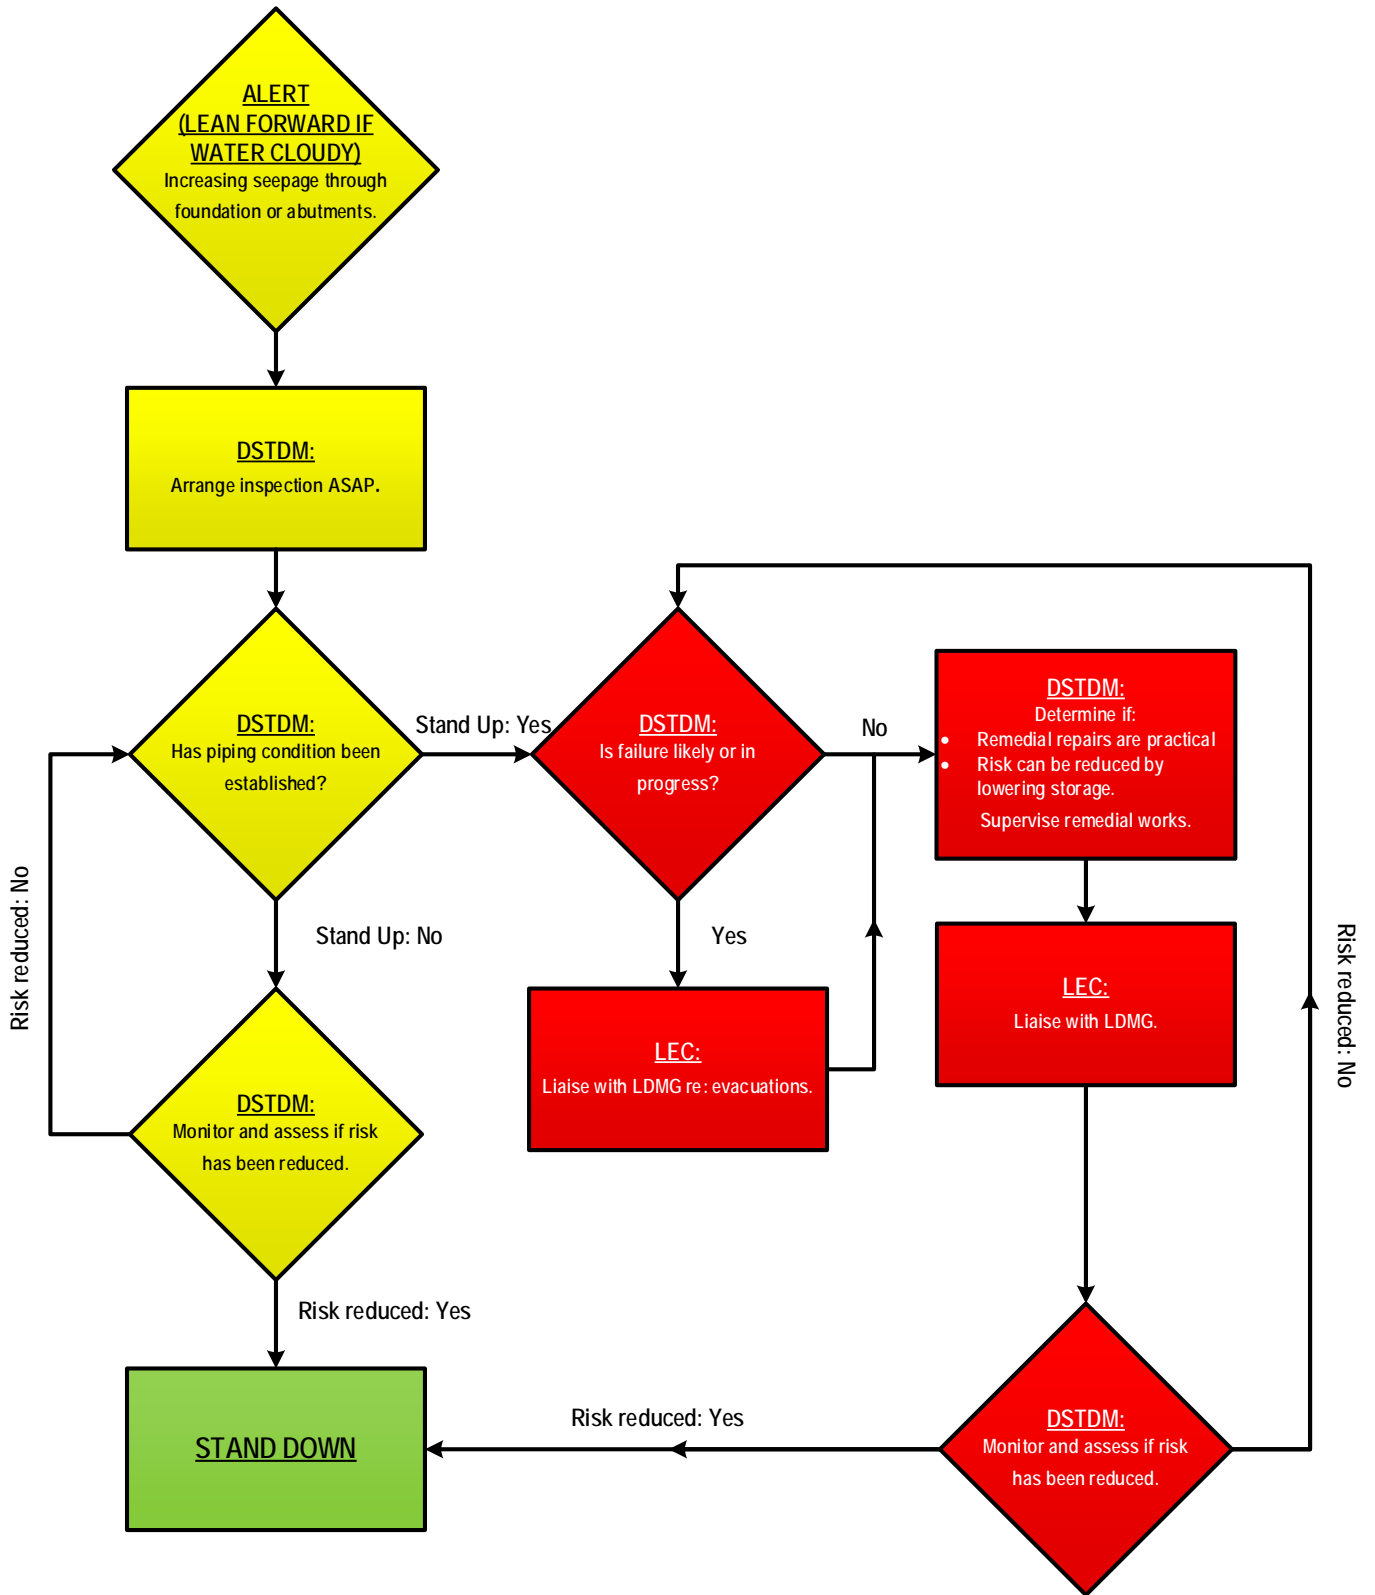 ALERT
(LEAN FORWARD IF
WATER CLOUDY)
Increasing seepage through
foundation or abutments.
DSTDM:
Arrange inspection ASAP.
DSTDM:
Has piping condition been
established?
Stand Up: Yes
DSTDM:
Is failure likely or in
progress?
No
DSTDM:
Determine if:
• Remedial repairs are practical
• Risk can be reduced by
lowering storage.
Supervise remedial works.
Risk reduced: No
Stand Up: No
Yes
LEC:
Liaise with LDMG re: evacuations.
LEC:
Liaise with LDMG.
Risk reduced: No
DSTDM:
Monitor and assess if risk
has been reduced.
Risk reduced: Yes
STAND DOWN
Risk reduced: Yes
DSTDM:
Monitor and assess if risk
has been reduced.